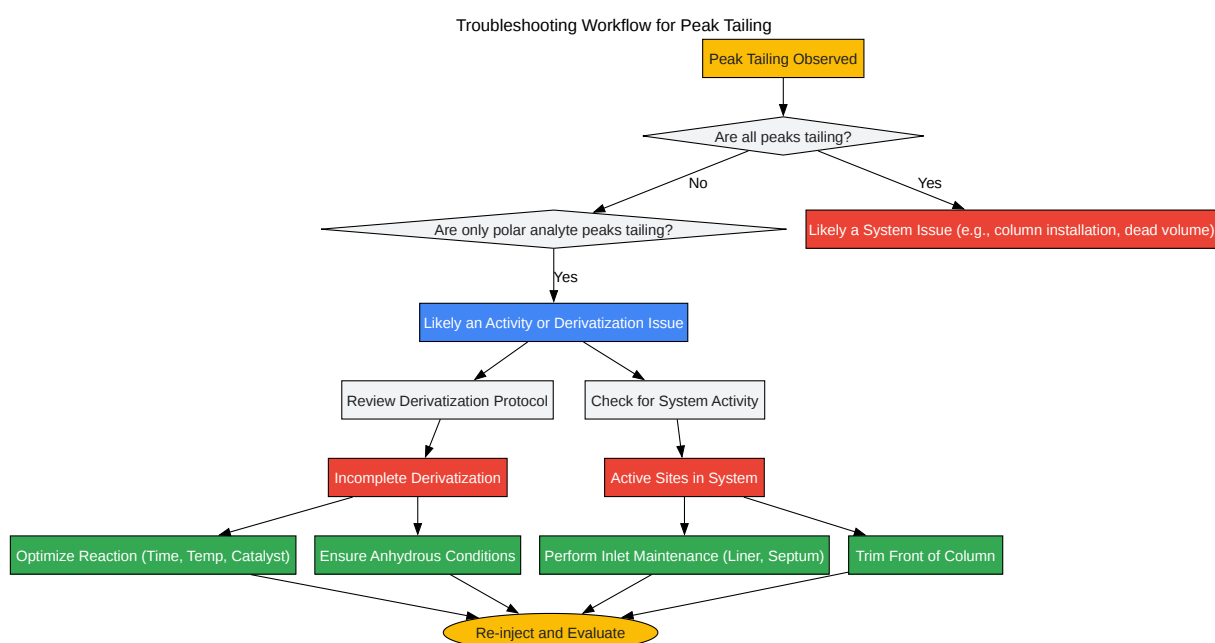 Troubleshooting Workflow for Peak Tailing
Peak Tailing Observed
Are all peaks tailing?
No
Yes
Are only polar analyte peaks tailing?
Likely a System Issue (e.g., column installation, dead volume)
Yes
Likely an Activity or Derivatization Issue
Review Derivatization Protocol
Check for System Activity
Incomplete Derivatization
Active Sites in System
Optimize Reaction (Time, Temp, Catalyst)
Ensure Anhydrous Conditions
Perform Inlet Maintenance (Liner, Septum)
Trim Front of Column
Re-inject and Evaluate